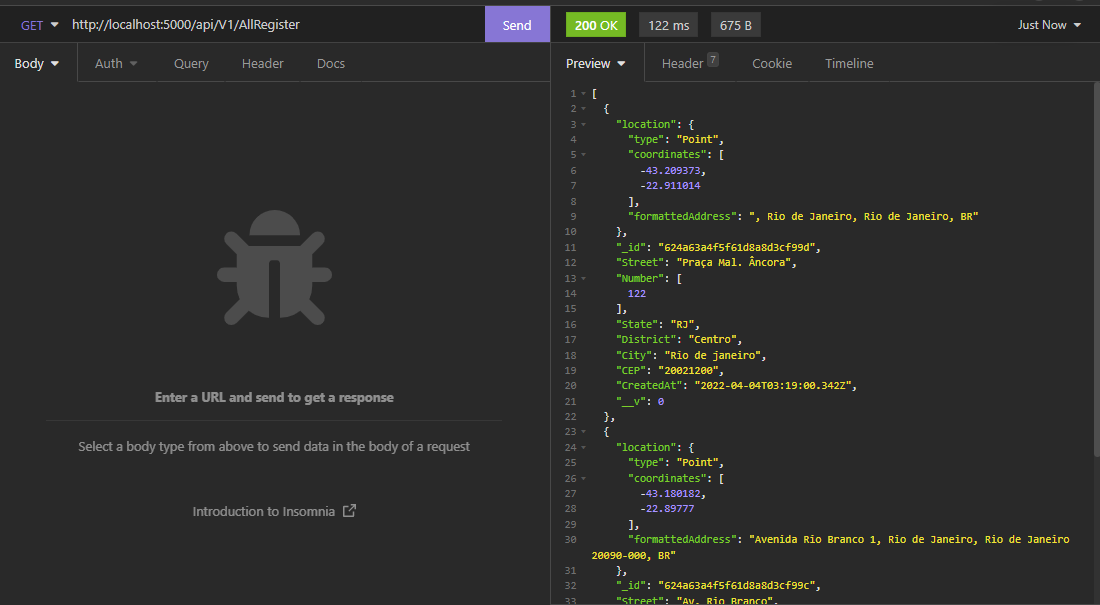 GET http://localhost:5000/api/V1/AllRegister Send 200 OK 122 ms 675 B Just Now
Body Auth Query Header Docs
Preview Header 7 Cookie Timeline
Enter a URL and send to get a response
Select a body type from above to send data in the body of a request
Introduction to Insomnia
1 [
2 {
3 "location": {
4 "type": "Point",
5 "coordinates": [
6 -43.209373,
7 -22.911014
8 ],
9 "formattedAddress": ", Rio de Janeiro, Rio de Janeiro, BR"
10 },
11 "_id": "624a63a4f5f61d8a8d3cf99d",
12 "Street": "Praça Mal. Âncora",
13 "Number": [
14 122
15 ],
16 "State": "RJ",
17 "District": "Centro",
18 "City": "Rio de janeiro",
19 "CEP": "20021200",
20 "CreatedAt": "2022-04-04T03:19:00.342Z",
21 "__v": 0
22 },
23 {
24 "location": {
25 "type": "Point",
26 "coordinates": [
27 -43.180182,
28 -22.89777
29 ],
30 "formattedAddress": "Avenida Rio Branco 1, Rio de Janeiro, Rio de Janeiro
20090-000, BR"
31 },
32 "_id": "624a63a4f5f61d8a8d3cf99c",
33 "Street": "Av. Rio Branco",